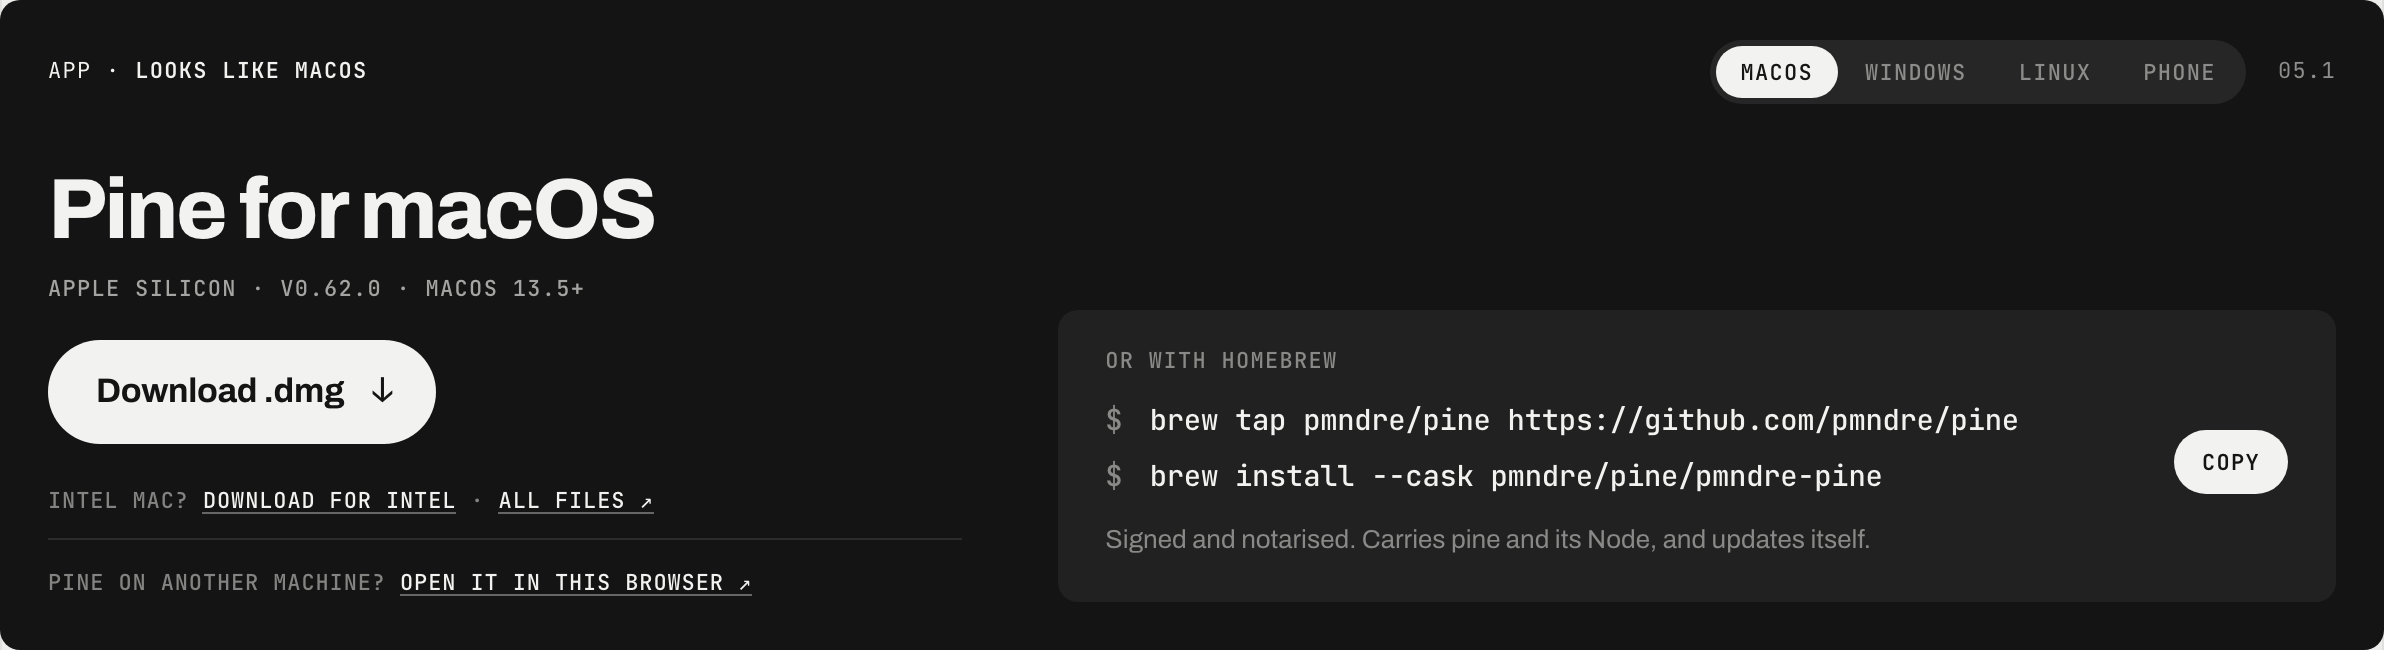 APP · LOOKS LIKE MACOS
MACOS WINDOWS LINUX PHONE 05.1
Pine for macOS
APPLE SILICON · V0.62.0 · MACOS 13.5+
Download .dmg ↓
INTEL MAC? DOWNLOAD FOR INTEL · ALL FILES ↗
PINE ON ANOTHER MACHINE? OPEN IT IN THIS BROWSER ↗
OR WITH HOMEBREW
$ brew tap pmndre/pine https://github.com/pmndre/pine
$ brew install --cask pmndre/pine/pmndre-pine
COPY
Signed and notarised. Carries pine and its Node, and updates itself.